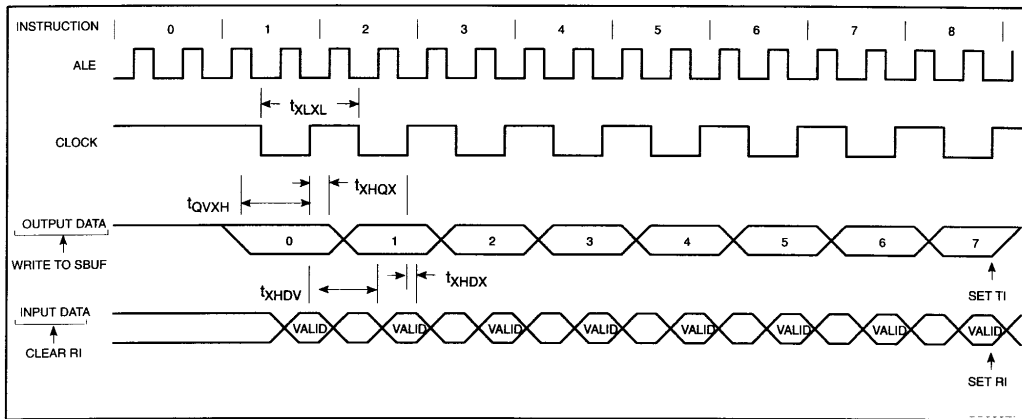 INSTRUCTION 0 1 2 3 4 5 6 7 8
ALE
tXLXL
CLOCK
tQVXH tXHQX
OUTPUT DATA 0 1 2 3 4 5 6 7
WRITE TO SBUF
SET TI
tXHDV tXHDX
INPUT DATA VALID VALID VALID VALID VALID VALID VALID VALID
CLEAR RI
SET RI